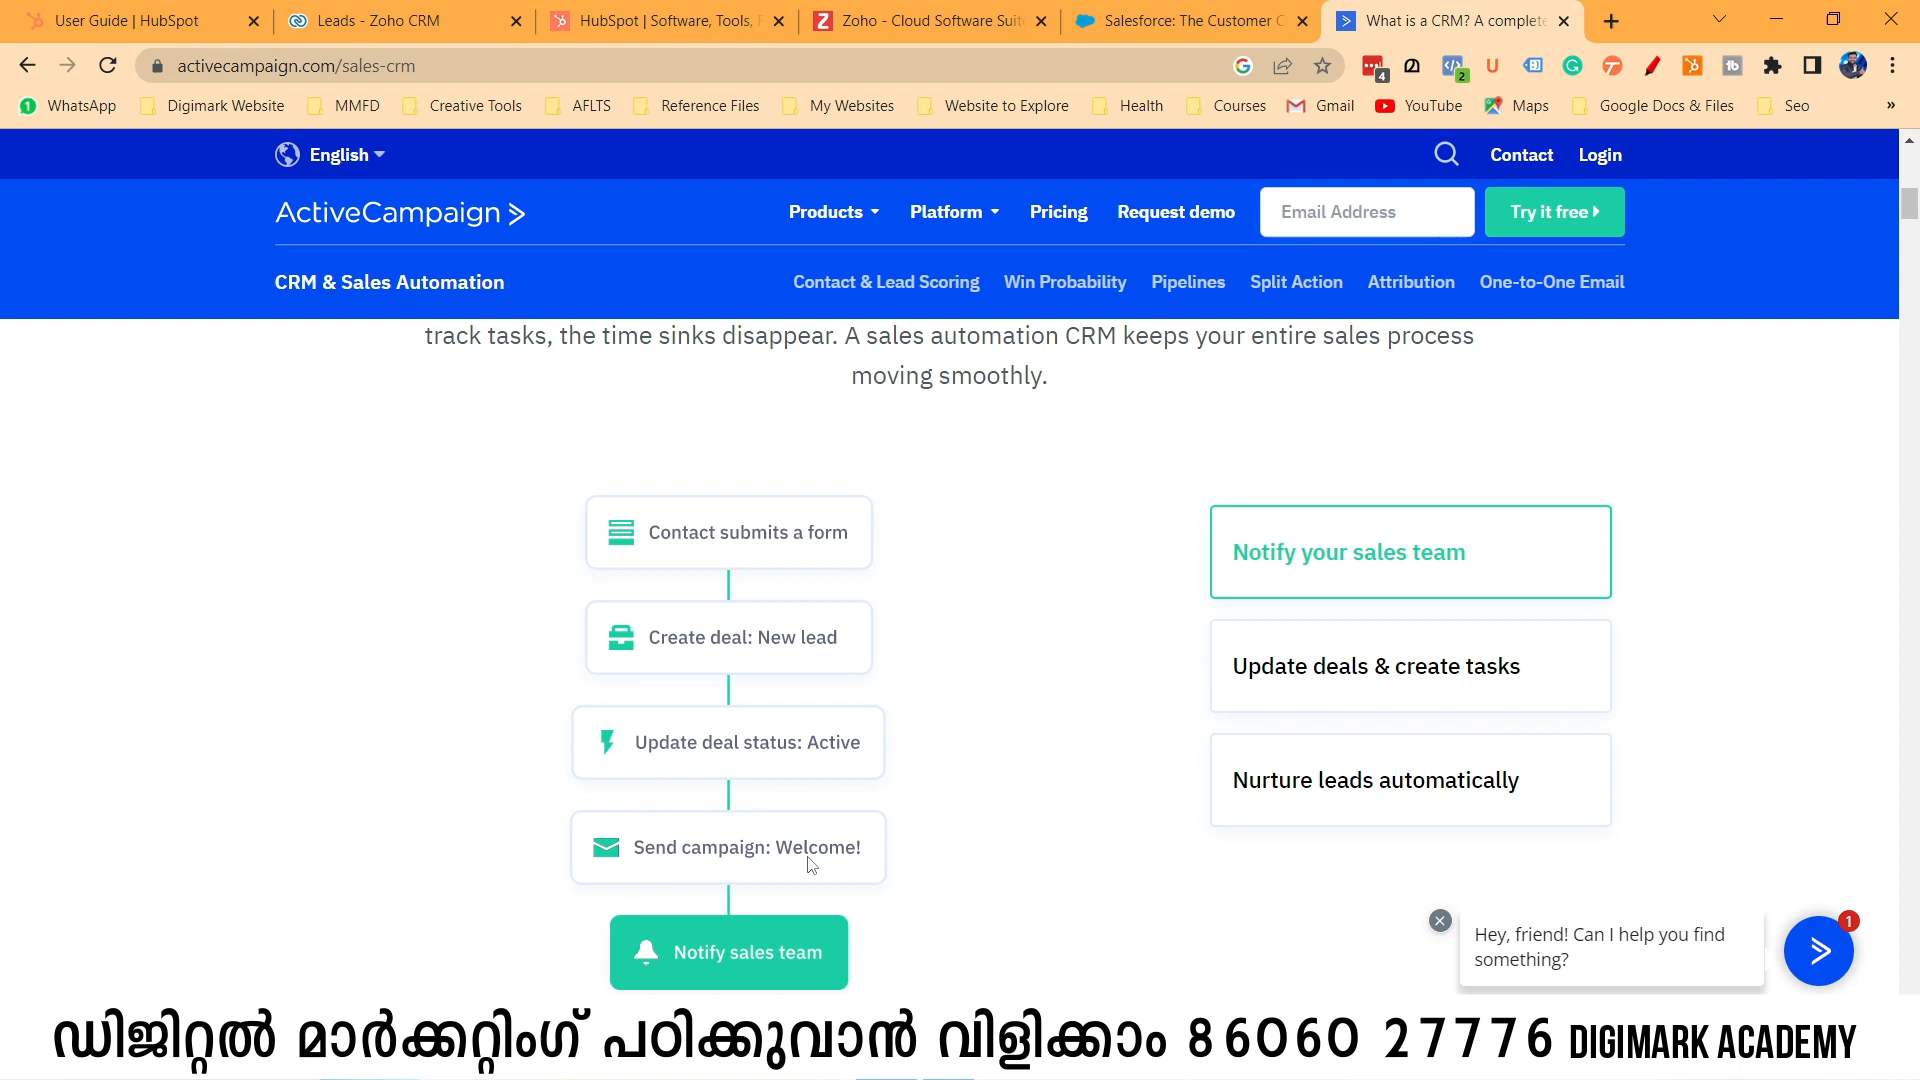 User Guide | HubSpot
Leads - Zoho CRM
HubSpot | Software, Tools,
Zoho - Cloud Software Suit
Salesforce: The Customer C
What is a CRM? A complete
activecampaign.com/sales-crm
4
2
WhatsApp
Digimark Website
MMFD
Creative Tools
AFLTS
Reference Files
My Websites
Website to Explore
Health
Courses
Gmail
YouTube
Maps
Google Docs & Files
Seo
»
English
Contact
Login
ActiveCampaign
Products
Platform
Pricing
Request demo
Email Address
Try it free
CRM & Sales Automation
Contact & Lead Scoring
Win Probability
Pipelines
Split Action
Attribution
One-to-One Email
track tasks, the time sinks disappear. A sales automation CRM keeps your entire sales process
moving smoothly.
Contact submits a form
Create deal: New lead
Update deal status: Active
Send campaign: Welcome!
Notify sales team
Notify your sales team
Update deals & create tasks
Nurture leads automatically
1
Hey, friend! Can I help you find
something?
ഡിജിറ്റൽ മാർക്കറ്റിംഗ് പഠിക്കുവാൻ വിളിക്കാം 86060 27776 DIGIMARK ACADEMY